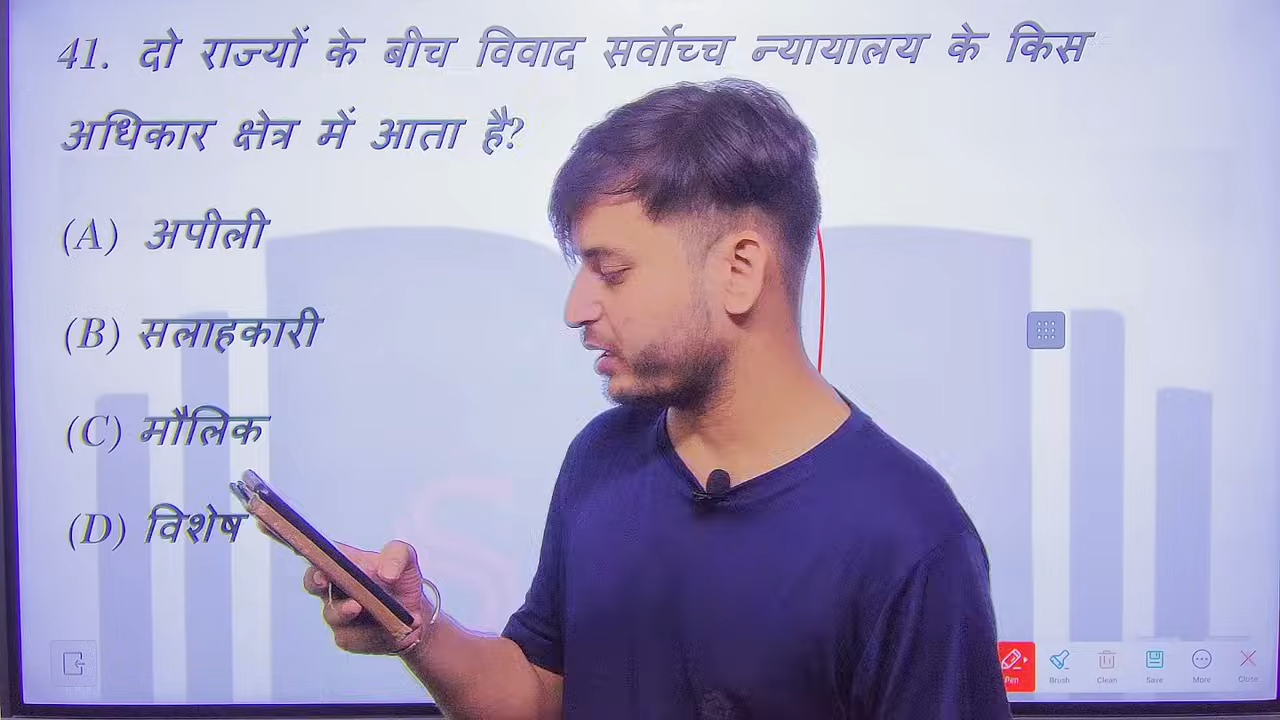 41. दो राज्यों के बीच विवाद सर्वोच्च न्यायालय के किस
अधिकार क्षेत्र में आता है?
(A) अपीली
(B) सलाहकारी
(C) मौलिक
(D) विशेष
Pen
Brush
Clean
Save
More
Close